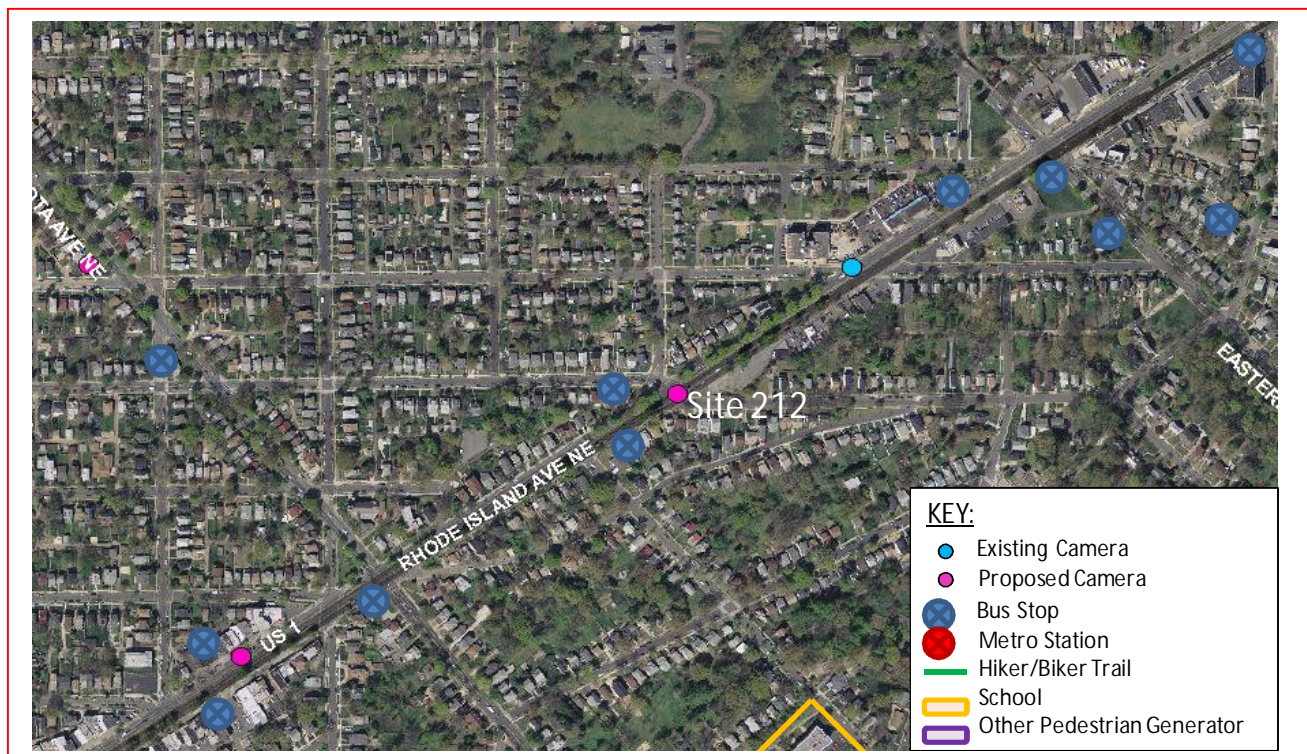 OTA AVE NE
Site 212
EASTER
RHODE ISLAND AVE NE
US 1
KEY:
Existing Camera
Proposed Camera
Bus Stop
Metro Station
Hiker/Biker Trail
School
Other Pedestrian Generator